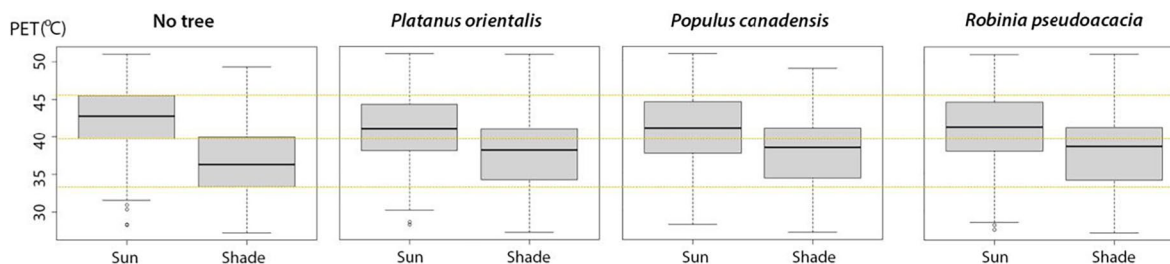 PET(°C)
No tree
Platanus orientalis
Populus canadensis
Robinia pseudoacacia
50
45
40
35
30
Sun Shade
Sun Shade
Sun Shade
Sun Shade